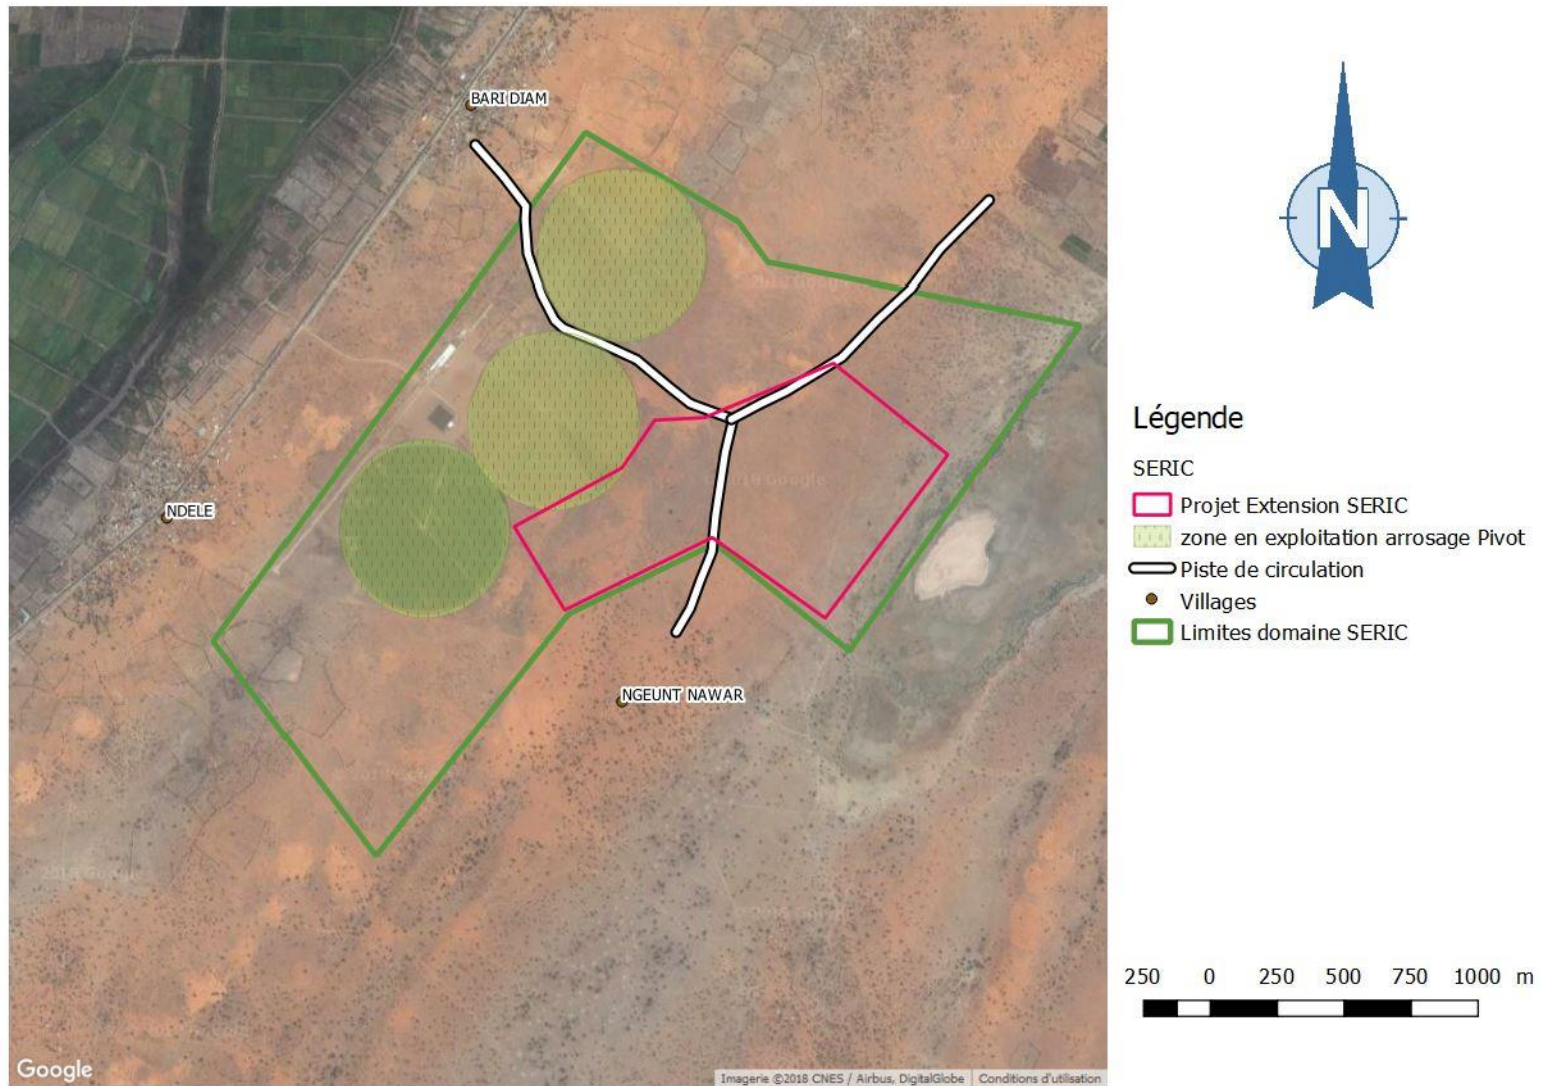 BARI DIAM
NDELE
NGEUNT NAWAR
Google
Imagerie ©2018 CNES / Airbus, DigitalGlobe
Conditions d'utilisation
N
Légende
SERIC
Projet Extension SERIC
zone en exploitation arrosage Pivot
Piste de circulation
Villages
Limites domaine SERIC
250 0 250 500 750 1000 m